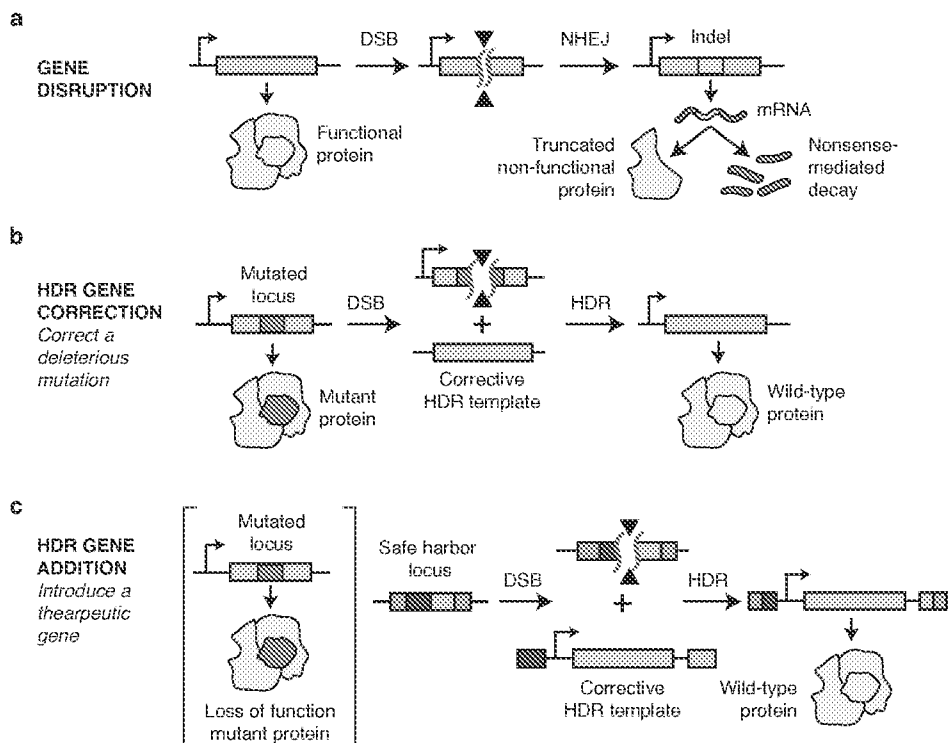 a
GENE
DISRUPTION
DSB
NHEJ
Indel
Functional
protein
mRNA
Truncated
non-functional
protein
Nonsense-
mediated
decay
b
HDR GENE
CORRECTION
Correct a
deleterious
mutation
Mutated
locus
DSB
HDR
+
Mutant
protein
Corrective
HDR template
Wild-type
protein
c
HDR GENE
ADDITION
Introduce a
thearpeutic
gene
Mutated
locus
Loss of function
mutant protein
Safe harbor
locus
DSB
HDR
+
Corrective
HDR template
Wild-type
protein